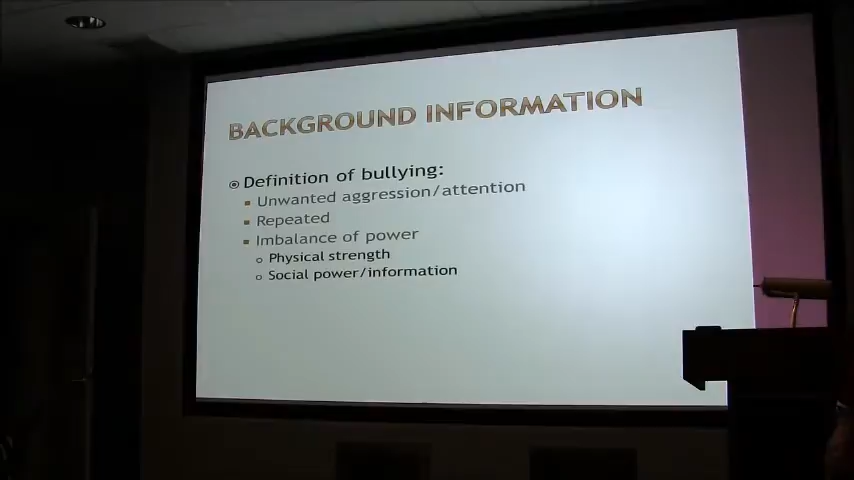 BACKGROUND INFORMATION
Definition of bullying:
Unwanted aggression/attention
Repeated
Imbalance of power
Physical strength
Social power/information